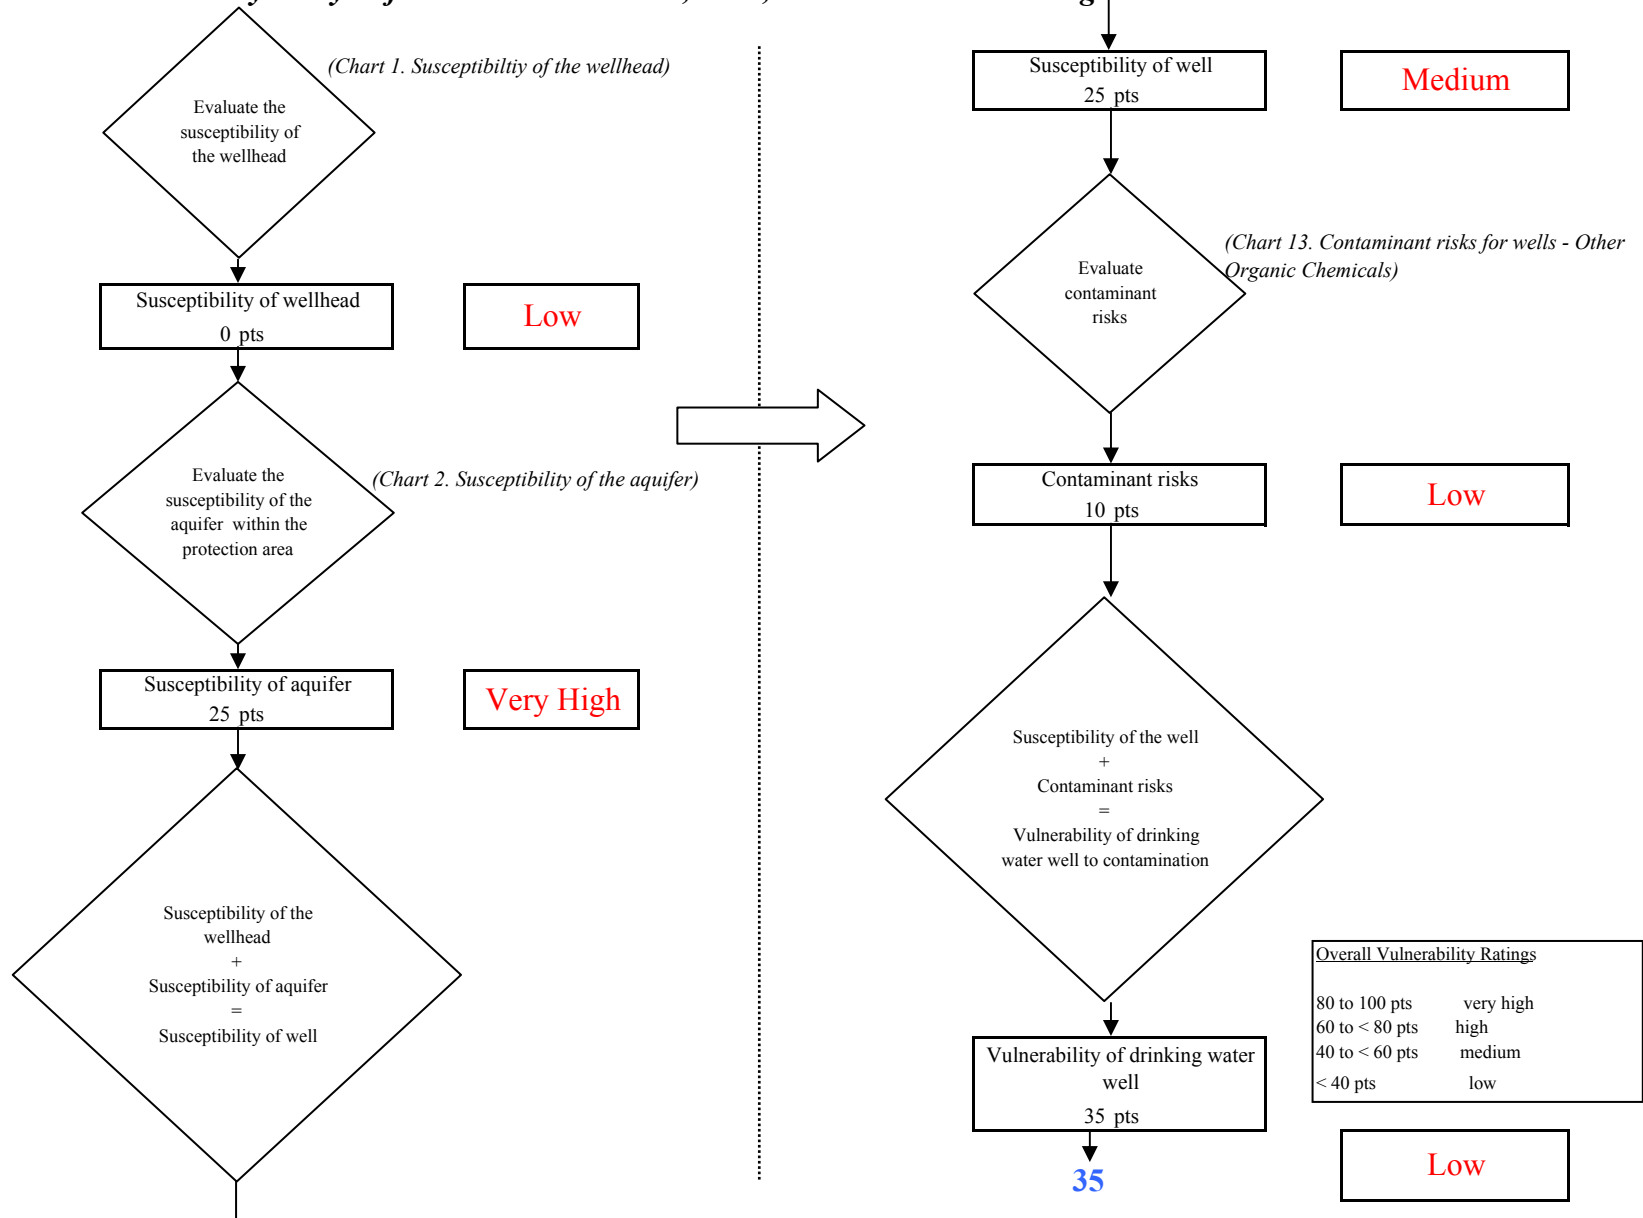 (Chart 1. Susceptibiltiy of the wellhead)
Evaluate the
susceptibility of
the wellhead
Susceptibility of wellhead
0 pts
Low
Evaluate the
susceptibility of the
aquifer within the
protection area
(Chart 2. Susceptibility of the aquifer)
Susceptibility of aquifer
25 pts
Very High
Susceptibility of the
wellhead
+
Susceptibility of aquifer
=
Susceptibility of well
Susceptibility of well
25 pts
Medium
Evaluate
contaminant
risks
(Chart 13. Contaminant risks for wells - Other
Organic Chemicals)
Contaminant risks
10 pts
Low
Susceptibility of the well
+
Contaminant risks
=
Vulnerability of drinking
water well to contamination
Overall Vulnerability Ratings
80 to 100 pts very high
60 to < 80 pts high
40 to < 60 pts medium
< 40 pts low
Vulnerability of drinking water
well
35 pts
35
Low